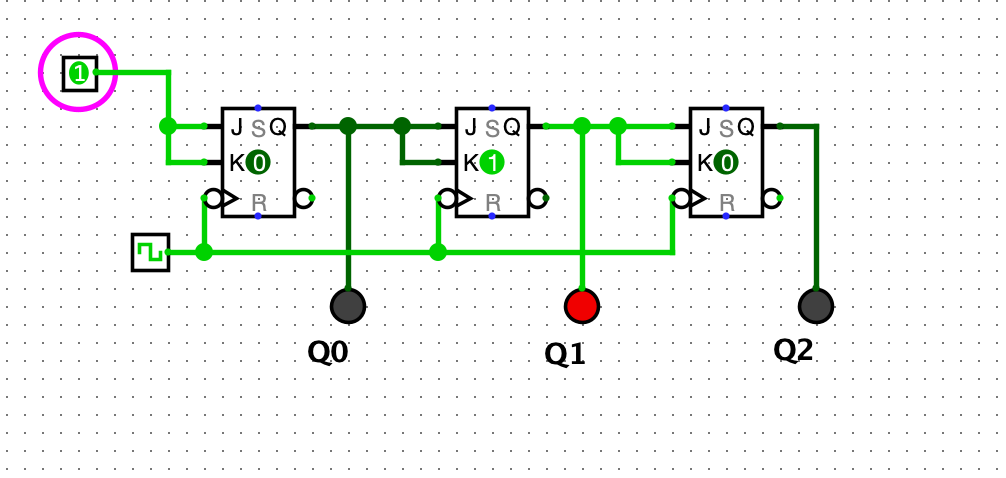 1
J S Q J S Q J S Q
K 0 K 1 K 0
R R R
Q0 Q1 Q2